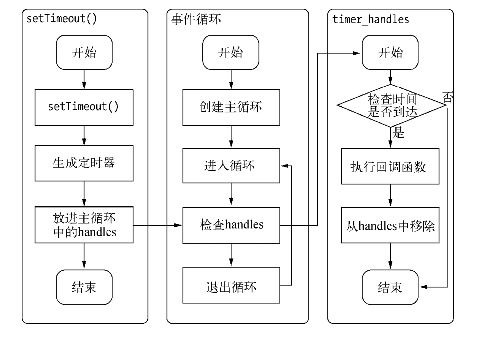 setTimeout()
开始
setTimeout()
生成定时器
放进主循环
中的handles
结束
事件循环
开始
创建主循环
进入循环
检查handles
退出循环
timer_handles
开始
检查时间
是否到达
否
是
执行回调函数
从handles中移除
结束